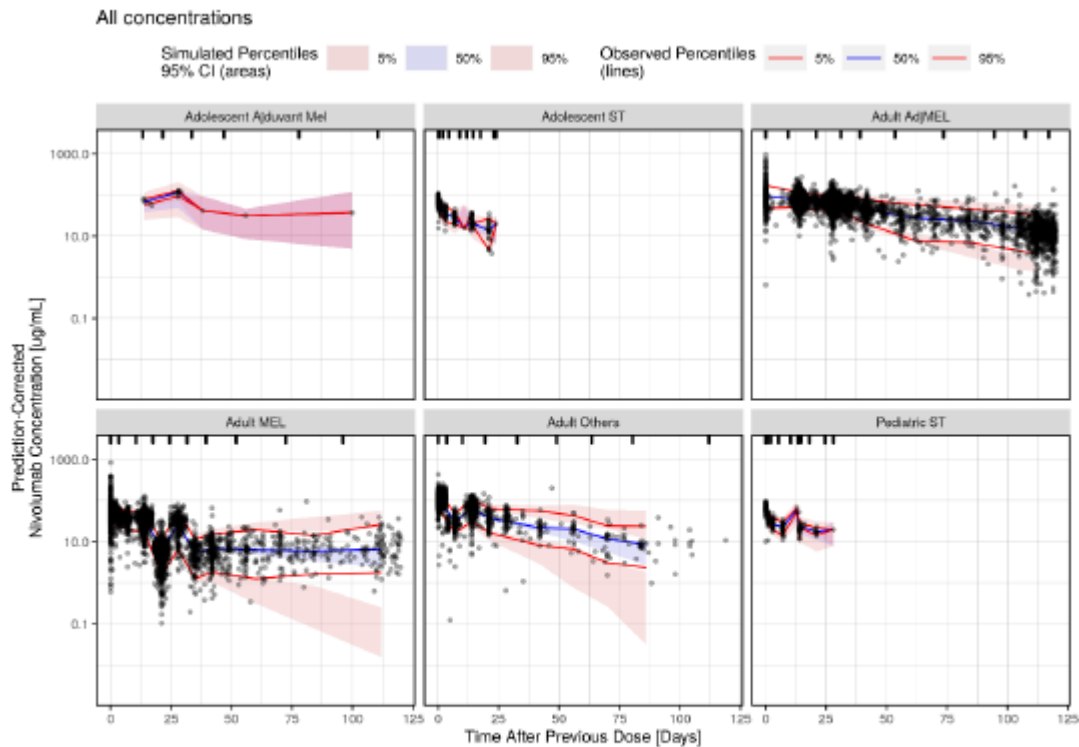 All concentrations
Simulated Percentiles
95% CI (areas)
5%
50%
95%
Observed Percentiles
(lines)
5%
50%
95%
Adolescent Ajduvant Mel
Adolescent ST
Adult AdjMEL
1000.0
10.0
0.1
Adult MEL
Adult Others
Pediatric ST
1000.0
10.0
0.1
Prediction-Corrected
Nivolumab Concentration [ug/mL]
0
25
50
75
100
125
0
25
50
75
100
125
0
25
50
75
100
125
Time After Previous Dose [Days]